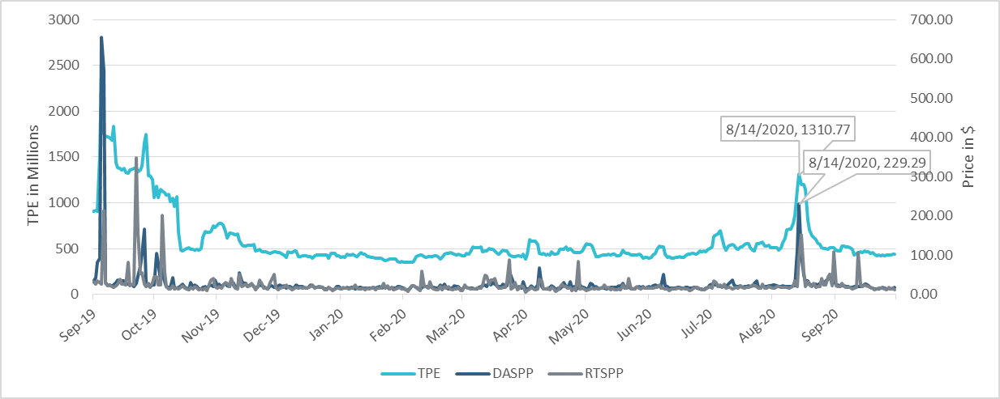 3000
2500
2000
1500
1000
500
0
TPE in Millions
700.00
600.00
500.00
400.00
300.00
200.00
100.00
0.00
Price in $
8/14/2020, 1310.77
8/14/2020, 229.29
Sep-19
Oct-19
Nov-19
Dec-19
Jan-20
Feb-20
Mar-20
Apr-20
May-20
Jun-20
Jul-20
Aug-20
Sep-20
TPE DASPP RTSPP